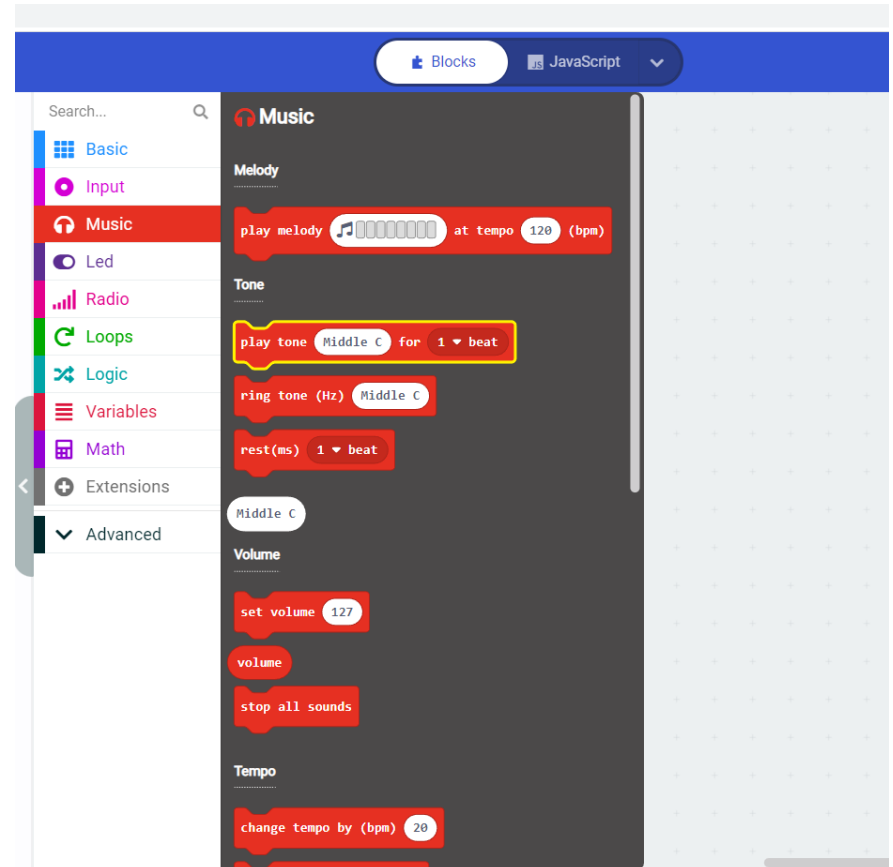 Blocks
JS JavaScript
Search...
Basic
Input
Music
Led
Radio
Loops
Logic
Variables
Math
Extensions
Advanced
Music
Melody
play melody at tempo 120 (bpm)
Tone
play tone Middle C for 1 beat
ring tone (Hz) Middle C
rest(ms) 1 beat
Middle C
Volume
set volume 127
volume
stop all sounds
Tempo
change tempo by (bpm) 20